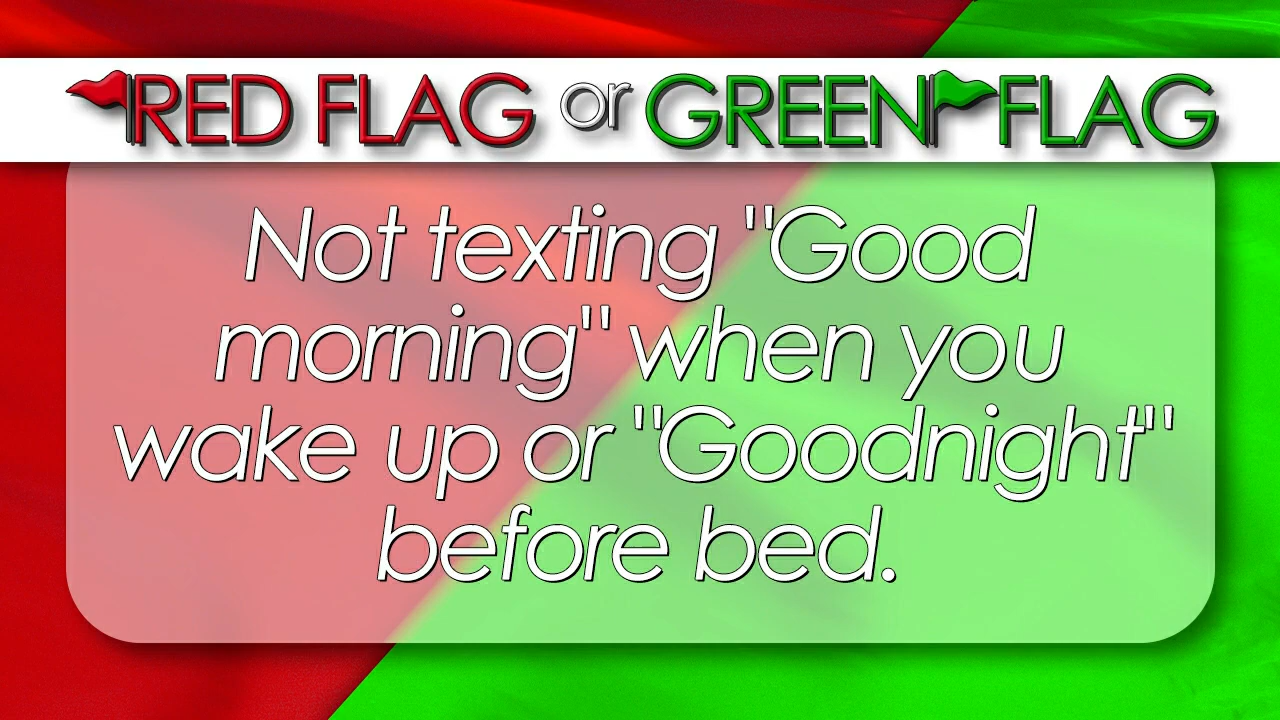 RED FLAG or GREEN FLAG
Not texting "Good
morning" when you
wake up or "Goodnight"
before bed.